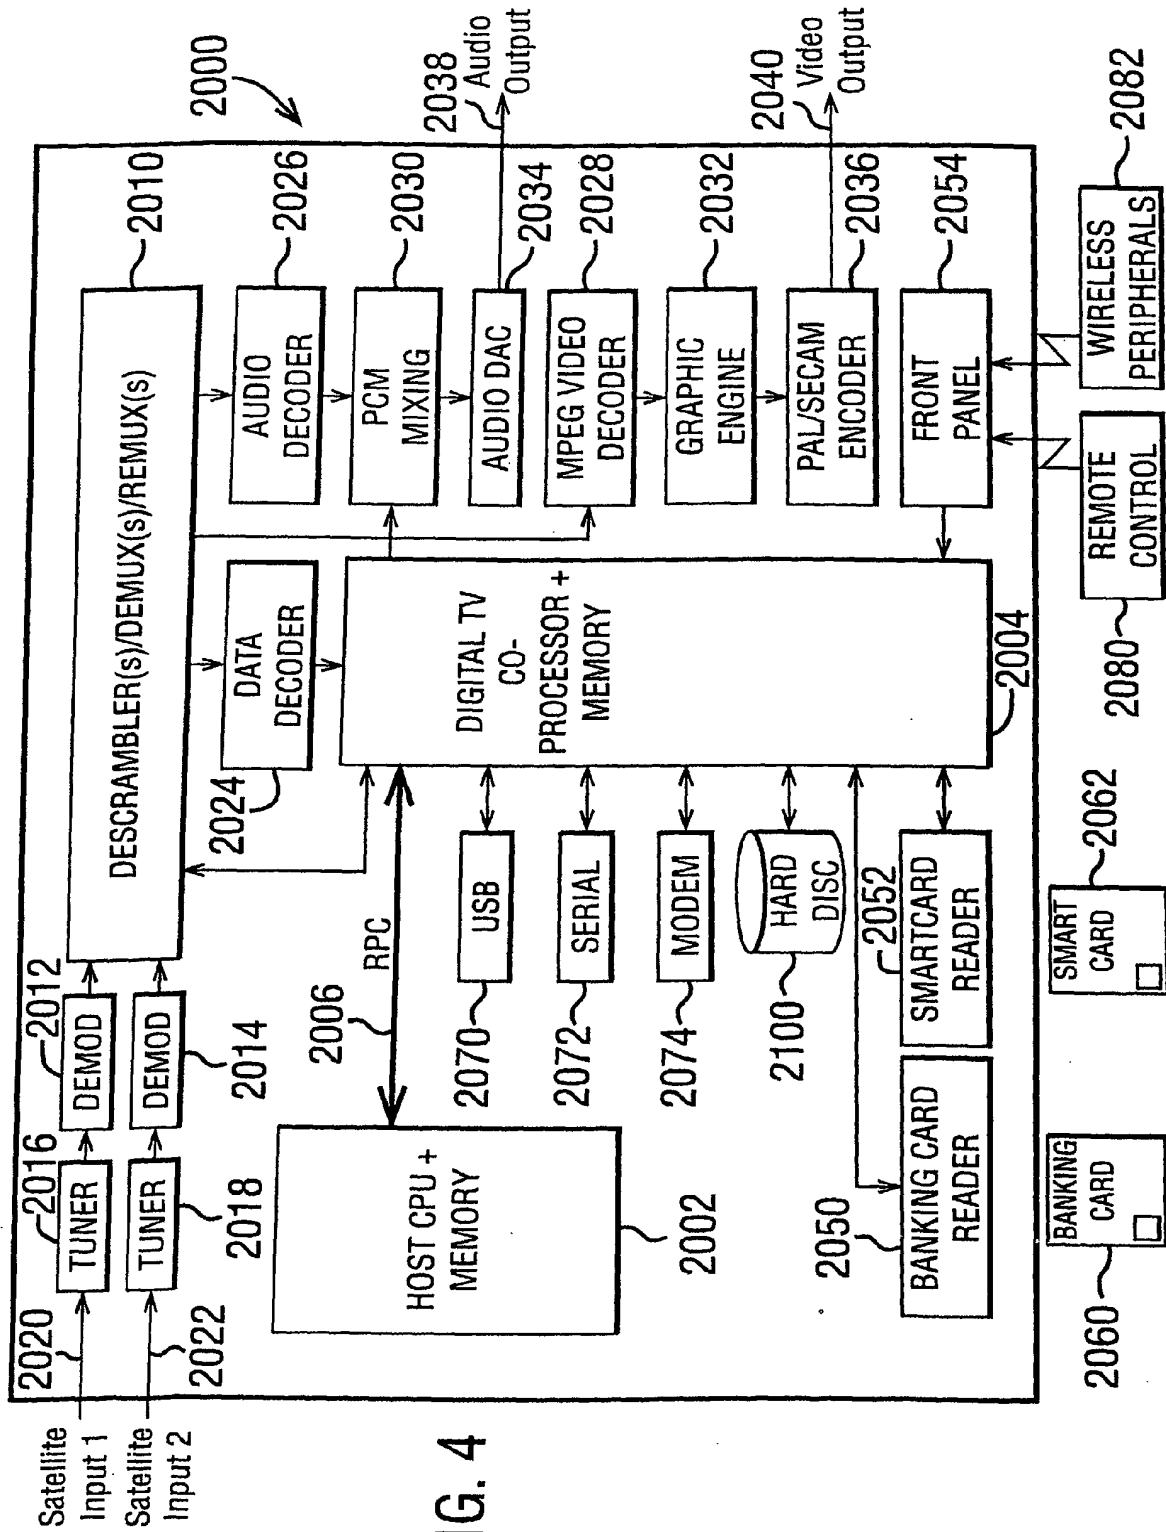 Satellite
Input 1
2020
TUNER
2016
DEMOD
2012
Satellite
Input 2
2022
TUNER
2018
DEMOD
2014
DESCRAMBLER(s)/DEMUX(s)/REMUX(s)
2010
2000
DATA
DECODER
2024
AUDIO
DECODER
2026
PCM
MIXING
2030
AUDIO DAC
2034
2038
Audio
Output
MPEG VIDEO
DECODER
2028
GRAPHIC
ENGINE
2032
PAL/SECAM
ENCODER
2036
2040
Video
Output
FRONT
PANEL
2054
HOST CPU +
MEMORY
2002
2006
RPC
DIGITAL TV
CO-
PROCESSOR +
MEMORY
2004
USB
2070
SERIAL
2072
MODEM
2074
HARD
DISC
2100
BANKING CARD
READER
2050
SMARTCARD
READER
2052
BANKING
CARD
2060
SMART
CARD
2062
REMOTE
CONTROL
2080
WIRELESS
PERIPHERALS
2082
IG. 4